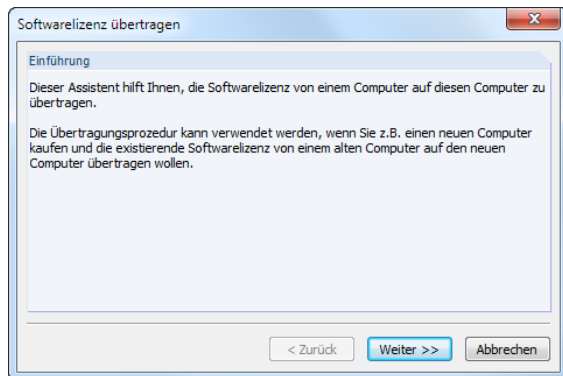 Softwarelizenz übertragen
Einführung
Dieser Assistent hilft Ihnen, die Softwarelizenz von einem Computer auf diesen Computer zu
übertragen.
Die Übertragungsprozedur kann verwendet werden, wenn Sie z.B. einen neuen Computer
kaufen und die existierende Softwarelizenz von einem alten Computer auf den neuen
Computer übertragen wollen.
< Zurück
Weiter >>
Abbrechen